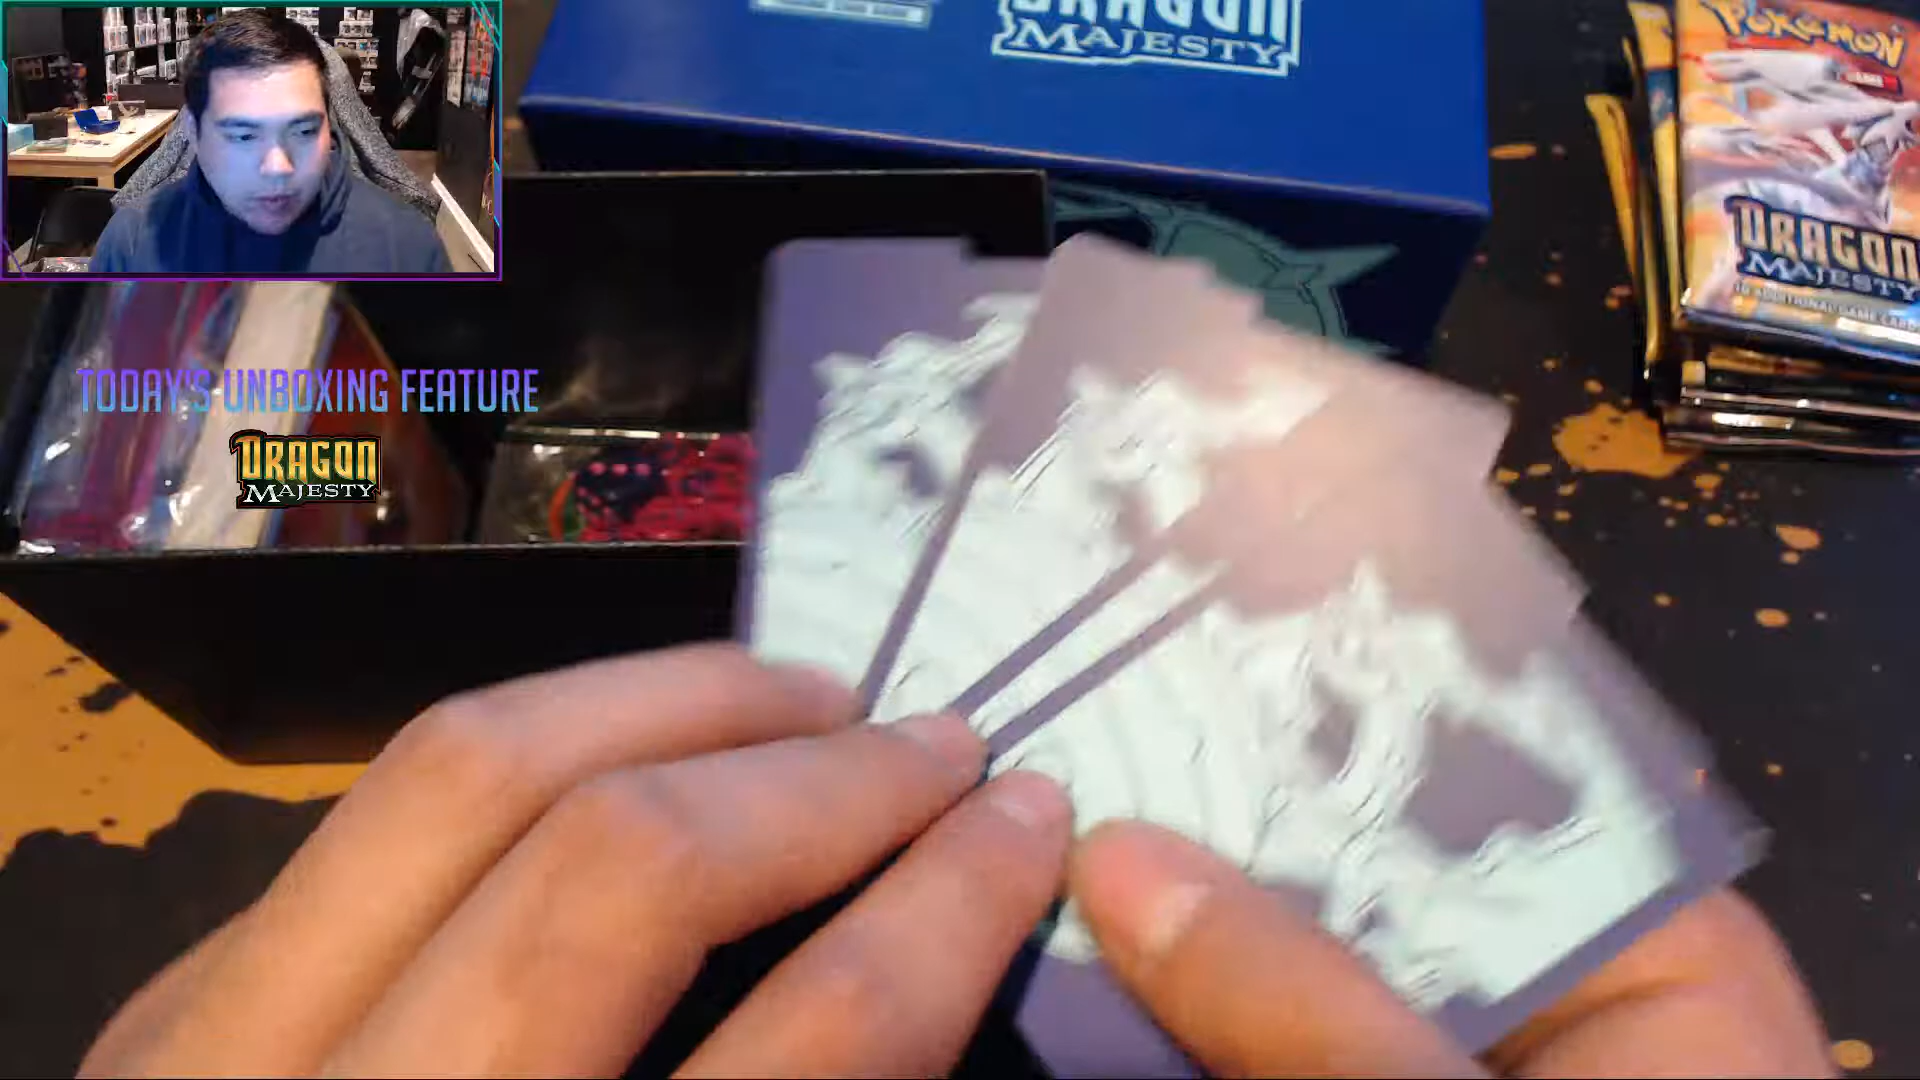 DRAGON
MAJESTY
POKÉMON
DRAGON
MAJESTY
10 ADDITIONAL GAME CARDS
TODAY'S UNBOXING FEATURE
DRAGON
MAJESTY